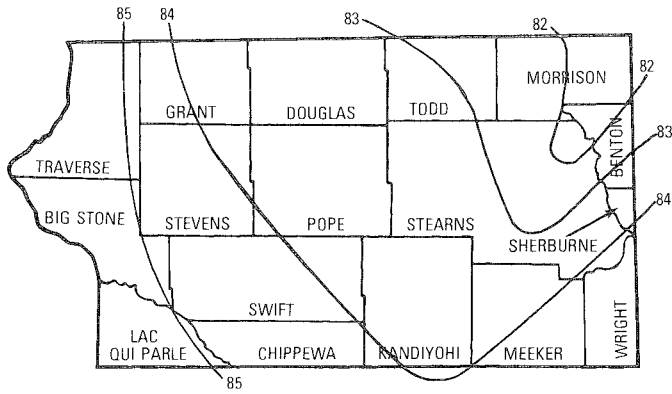 85
84
83
82
MORRISON
82
GRANT
DOUGLAS
TODD
BENTON
83
TRAVERSE
84
BIG STONE
STEVENS
POPE
STEARNS
SHERBURNE
SWIFT
LAC
QUI PARLE
CHIPPEWA
KANDIYOHI
MEEKER
WRIGHT
85